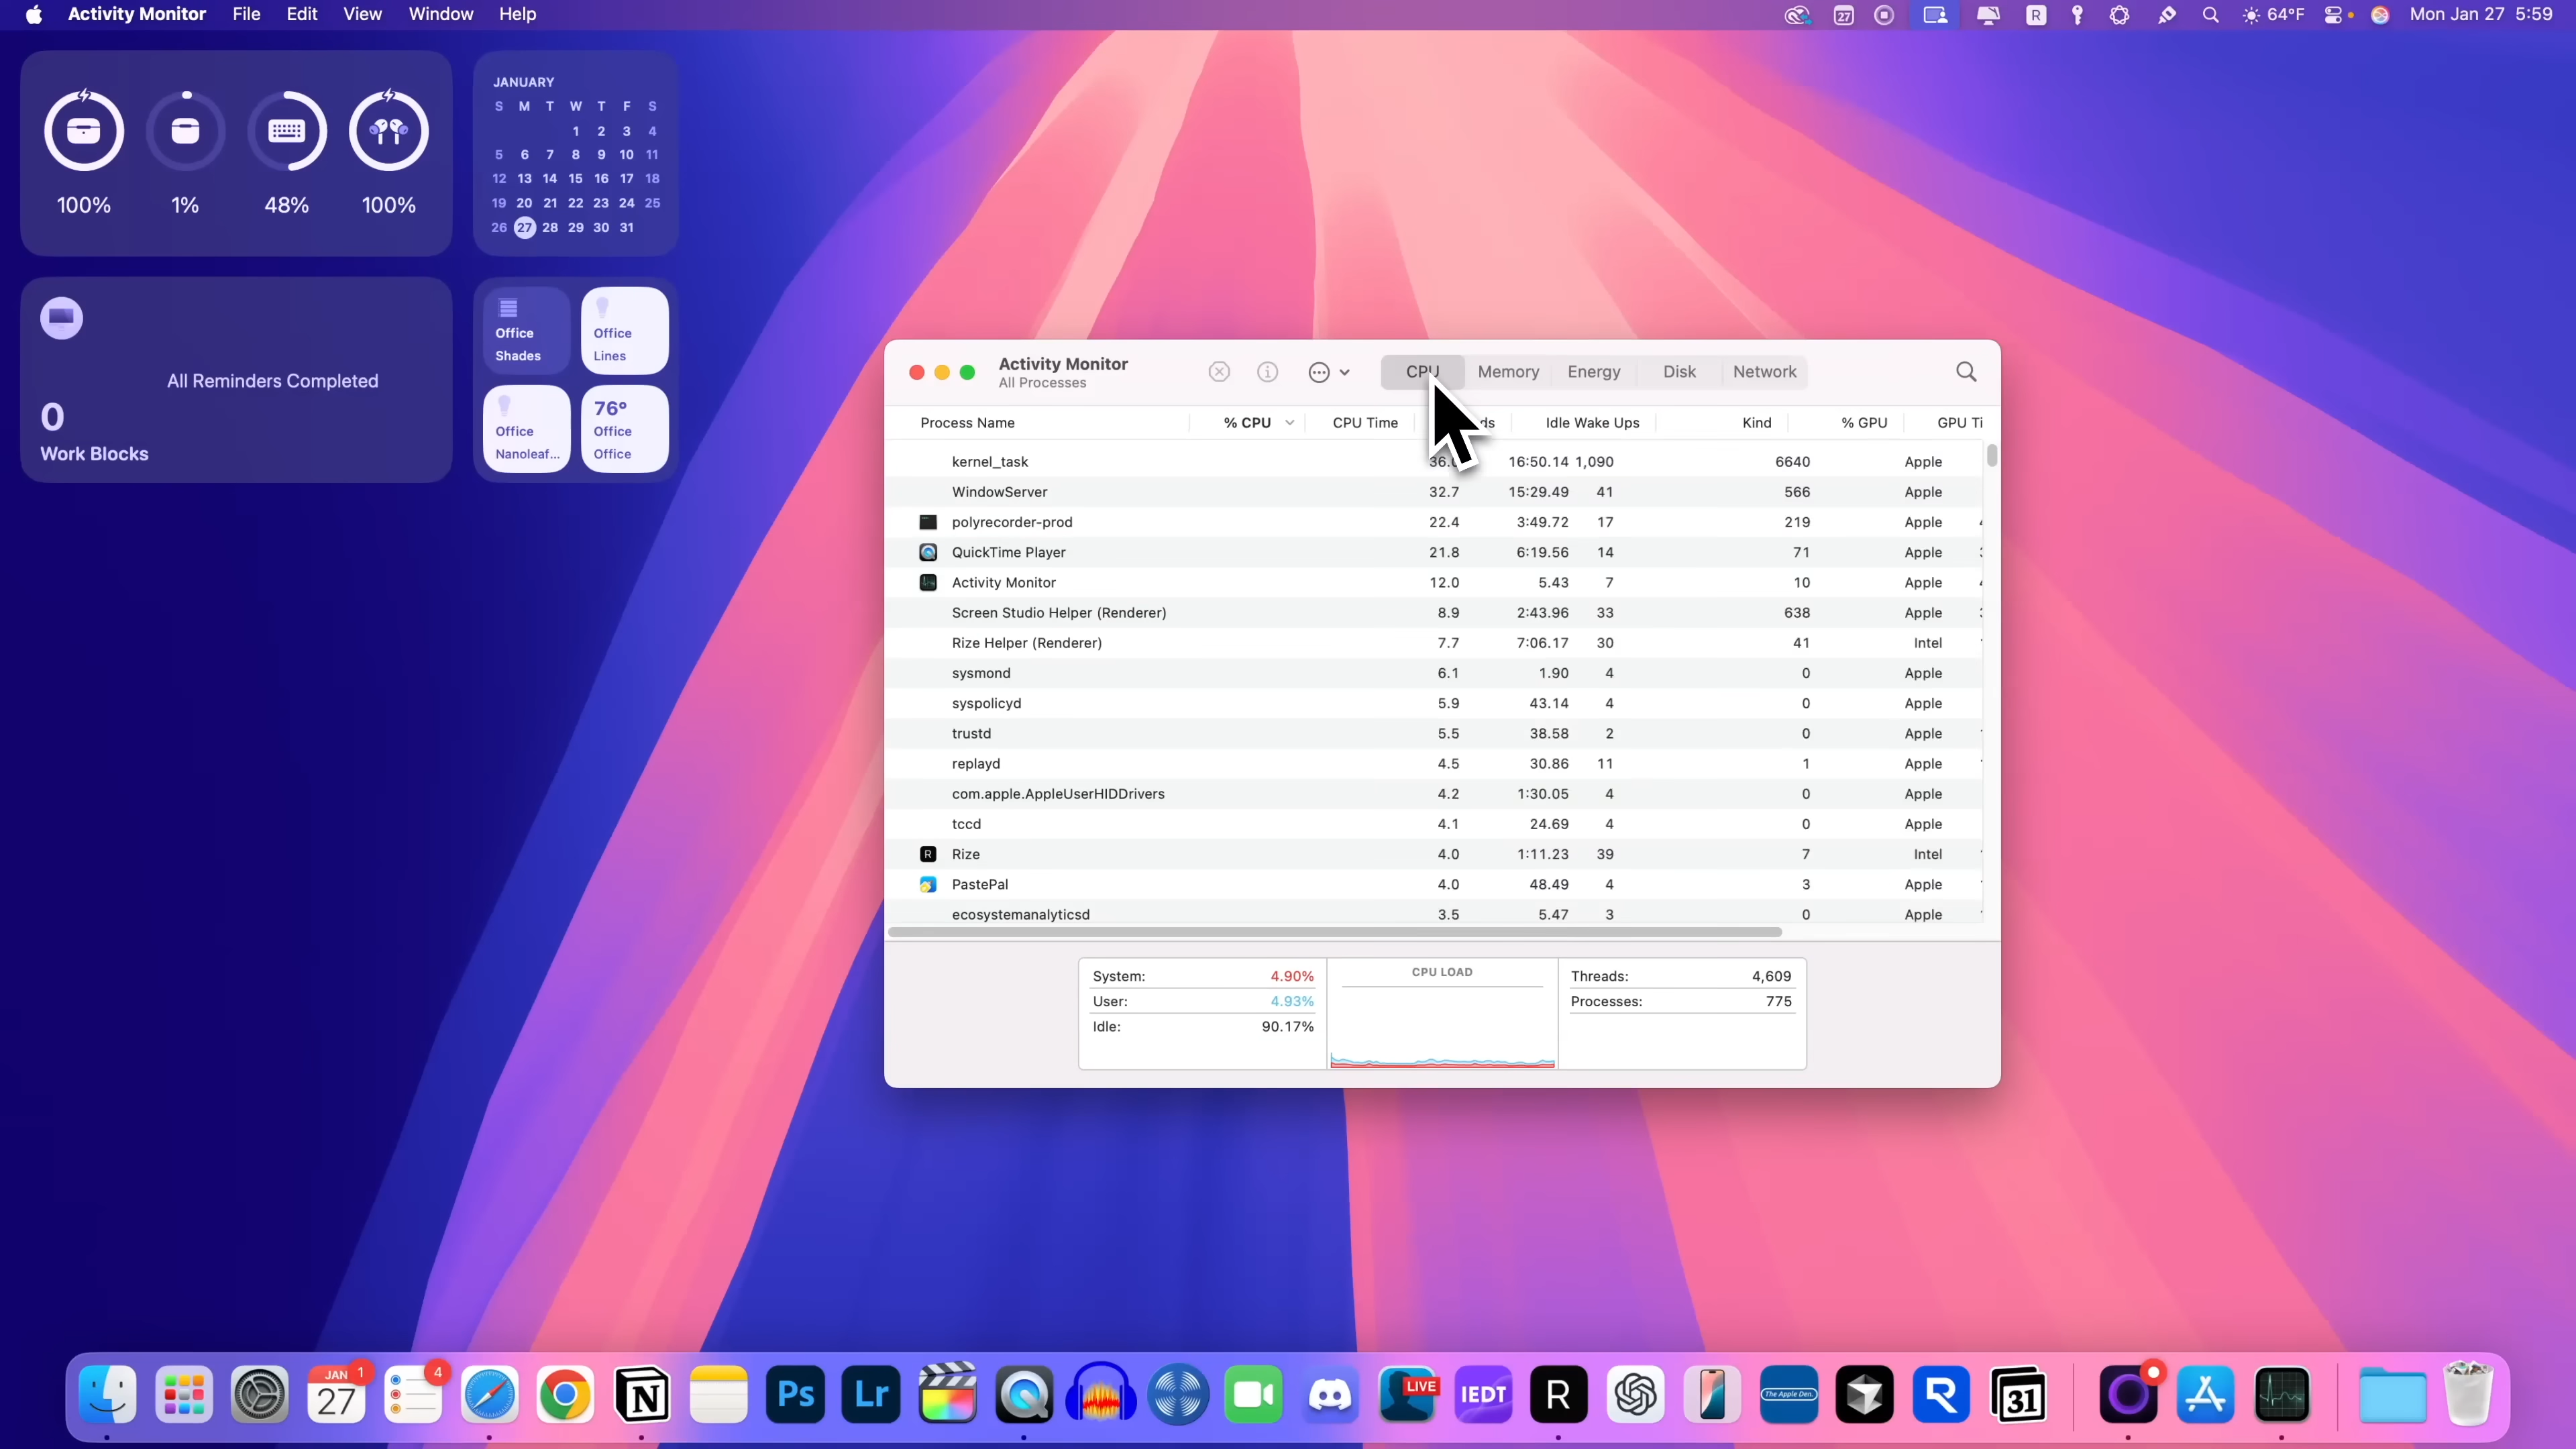 Activity Monitor File Edit View Window Help
27 R 64°F Mon Jan 27 5:59
100% 1% 48% 100%
JANUARY
S M T W T F S
1 2 3 4
5 6 7 8 9 10 11
12 13 14 15 16 17 18
19 20 21 22 23 24 25
26 27 28 29 30 31
All Reminders Completed
0
Work Blocks
Office
Shades
Office
Lines
Office
Nanoleaf...
76°
Office
Office
Activity Monitor
All Processes
CPU Memory Energy Disk Network
Process Name % CPU CPU Time ds Idle Wake Ups Kind % GPU GPU Ti
kernel_task 36. 16:50.14 1,090 6640 Apple
WindowServer 32.7 15:29.49 41 566 Apple
polyrecorder-prod 22.4 3:49.72 17 219 Apple
QuickTime Player 21.8 6:19.56 14 71 Apple
Activity Monitor 12.0 5.43 7 10 Apple
Screen Studio Helper (Renderer) 8.9 2:43.96 33 638 Apple
Rize Helper (Renderer) 7.7 7:06.17 30 41 Intel
sysmond 6.1 1.90 4 0 Apple
syspolicyd 5.9 43.14 4 0 Apple
trustd 5.5 38.58 2 0 Apple
replayd 4.5 30.86 11 1 Apple
com.apple.AppleUserHIDDrivers 4.2 1:30.05 4 0 Apple
tccd 4.1 24.69 4 0 Apple
R Rize 4.0 1:11.23 39 7 Intel
PastePal 4.0 48.49 4 3 Apple
ecosystemanalyticsd 3.5 5.47 3 0 Apple
System: 4.90%
User: 4.93%
Idle: 90.17%
CPU LOAD
Threads: 4,609
Processes: 775
JAN 27 1 4 N Ps Lr LIVE IEDT R The Apple Den. R 31